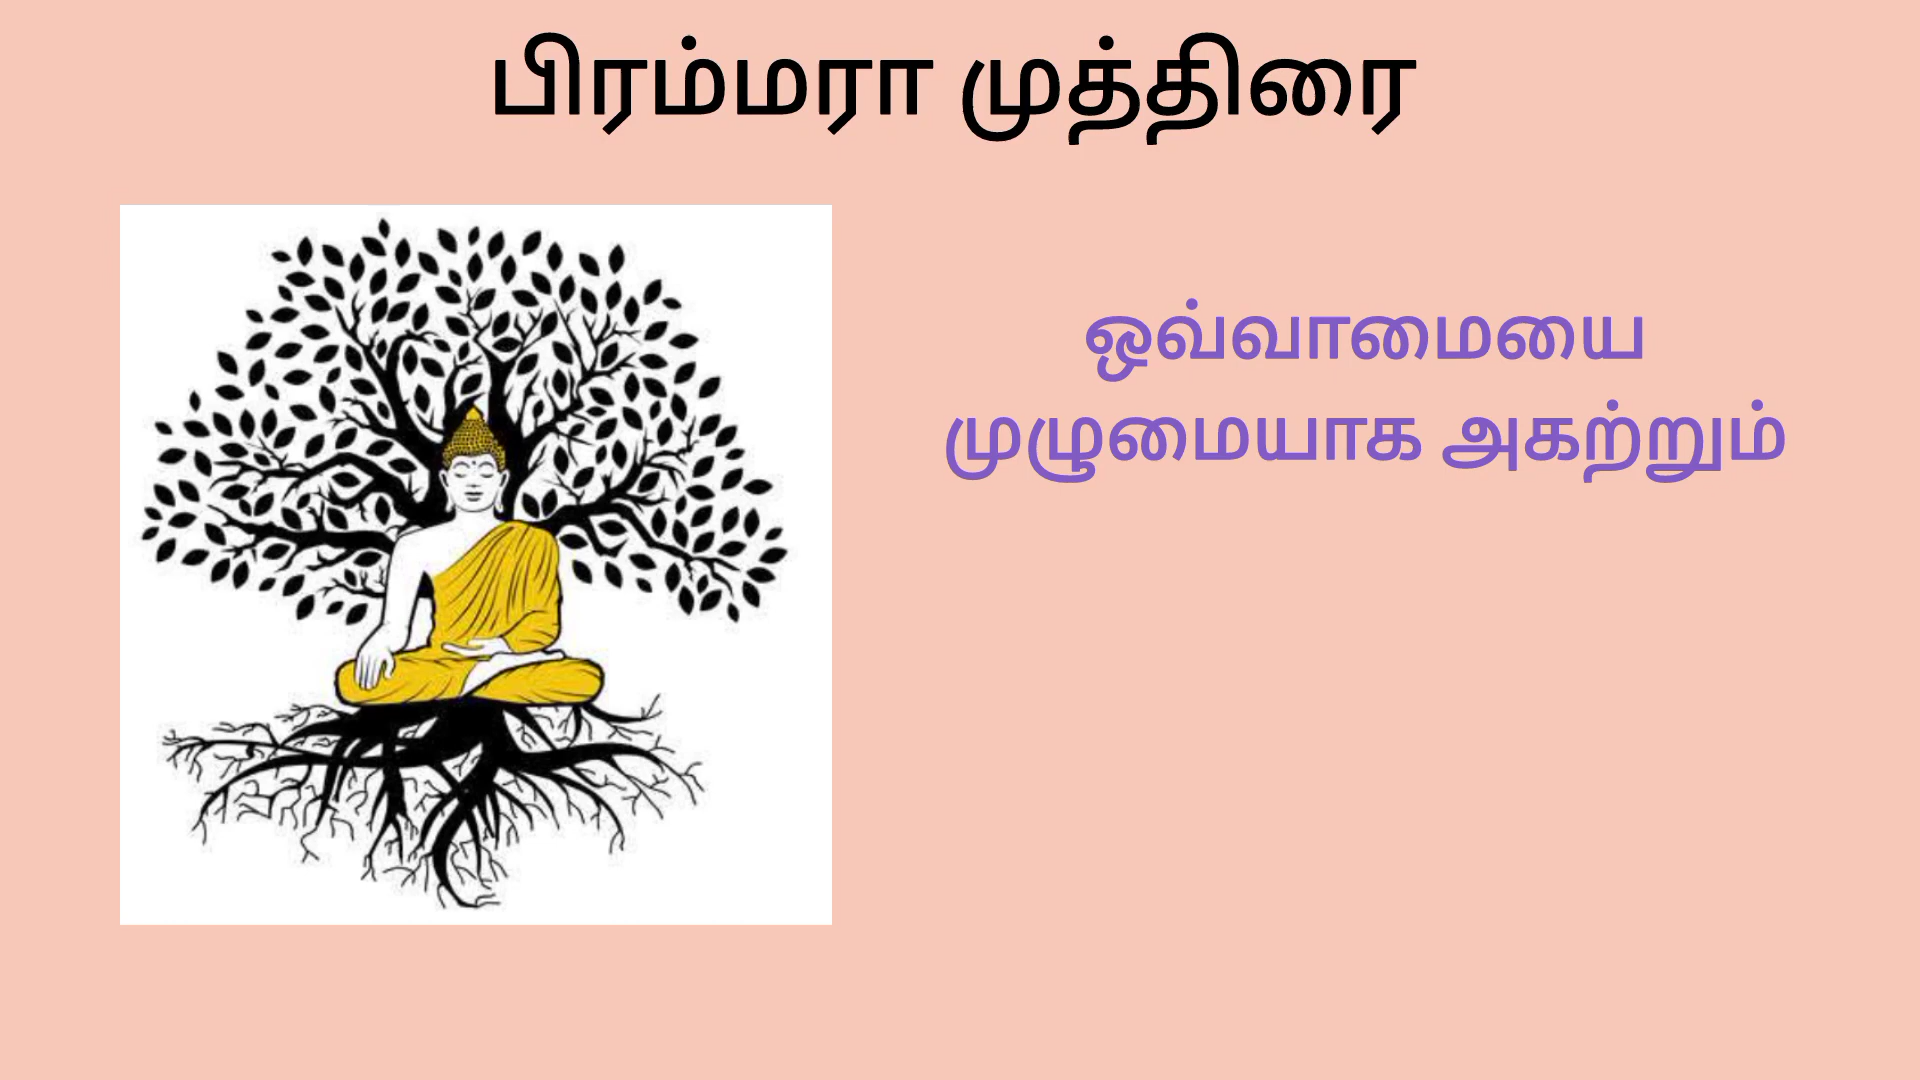 பிரம்மரா முத்திரை
ஒவ்வாமையை
முழுமையாக அகற்றும்